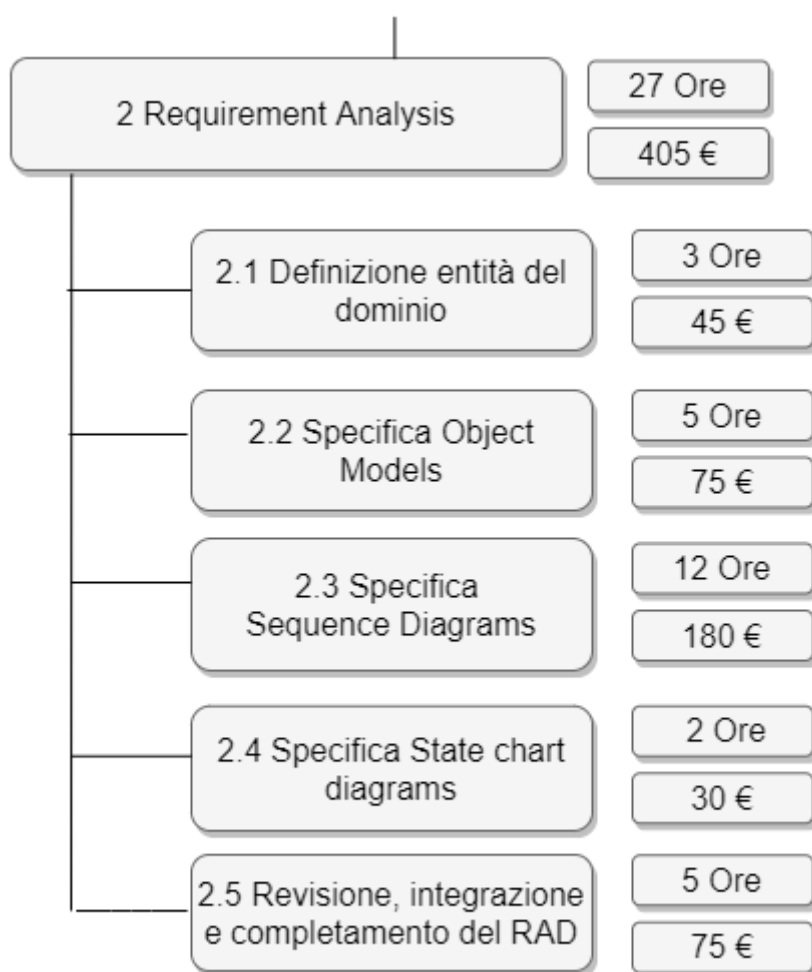 2 Requirement Analysis
27 Ore
405 €
2.1 Definizione entità del
dominio
3 Ore
45 €
2.2 Specifica Object
Models
5 Ore
75 €
2.3 Specifica
Sequence Diagrams
12 Ore
180 €
2.4 Specifica State chart
diagrams
2 Ore
30 €
2.5 Revisione, integrazione
e completamento del RAD
5 Ore
75 €